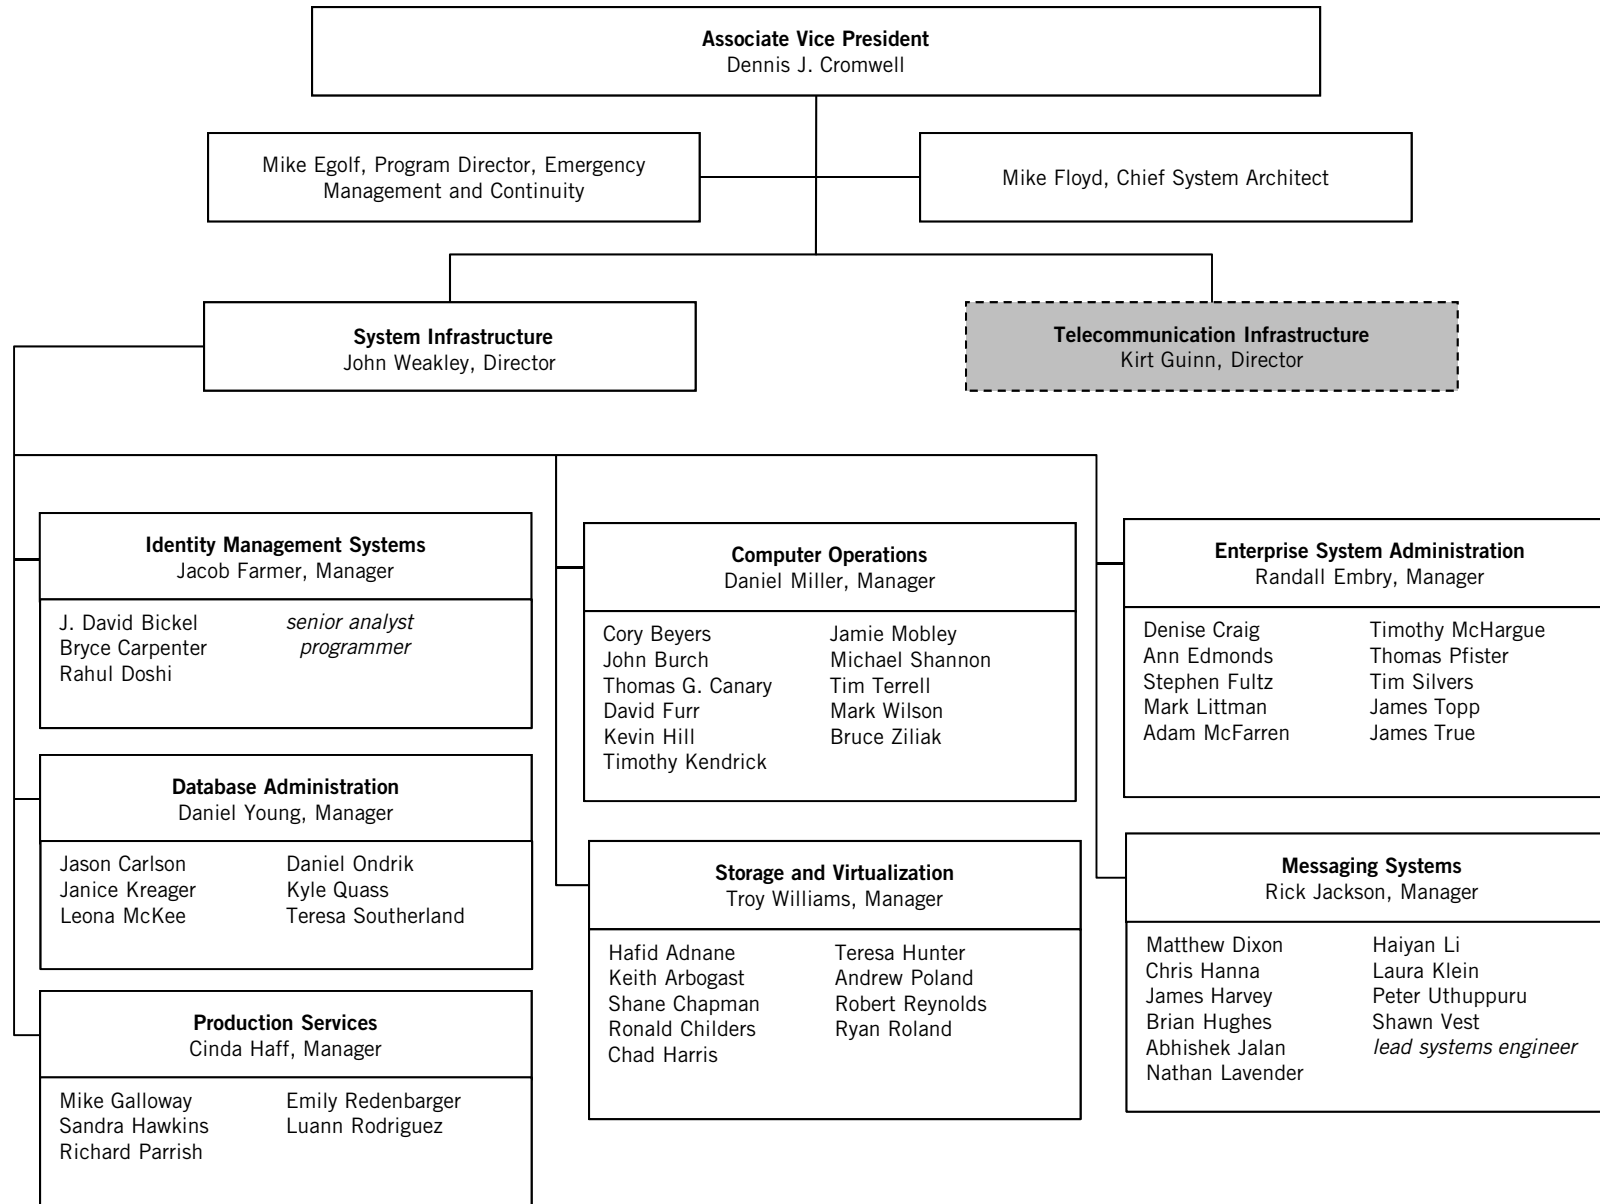 Associate Vice President
Dennis J. Cromwell
Mike Egolf, Program Director, Emergency
Management and Continuity
Mike Floyd, Chief System Architect
System Infrastructure
John Weakley, Director
Telecommunication Infrastructure
Kirt Guinn, Director
Identity Management Systems
Jacob Farmer, Manager
J. David Bickel
Bryce Carpenter
Rahul Doshi
senior analyst
programmer
Database Administration
Daniel Young, Manager
Jason Carlson
Janice Kreager
Leona McKee
Daniel Ondrik
Kyle Quass
Teresa Southerland
Production Services
Cinda Haff, Manager
Mike Galloway
Sandra Hawkins
Richard Parrish
Emily Redenbarger
Luann Rodriguez
Computer Operations
Daniel Miller, Manager
Cory Beyers
John Burch
Thomas G. Canary
David Furr
Kevin Hill
Timothy Kendrick
Jamie Mobley
Michael Shannon
Tim Terrell
Mark Wilson
Bruce Ziliak
Storage and Virtualization
Troy Williams, Manager
Hafid Adnane
Keith Arbogast
Shane Chapman
Ronald Childers
Chad Harris
Teresa Hunter
Andrew Poland
Robert Reynolds
Ryan Roland
Enterprise System Administration
Randall Embry, Manager
Denise Craig
Ann Edmonds
Stephen Fultz
Mark Littman
Adam McFarren
Timothy McHargue
Thomas Pfister
Tim Silvers
James Topp
James True
Messaging Systems
Rick Jackson, Manager
Matthew Dixon
Chris Hanna
James Harvey
Brian Hughes
Abhishek Jalan
Nathan Lavender
Haiyan Li
Laura Klein
Peter Uthuppuru
Shawn Vest
lead systems engineer